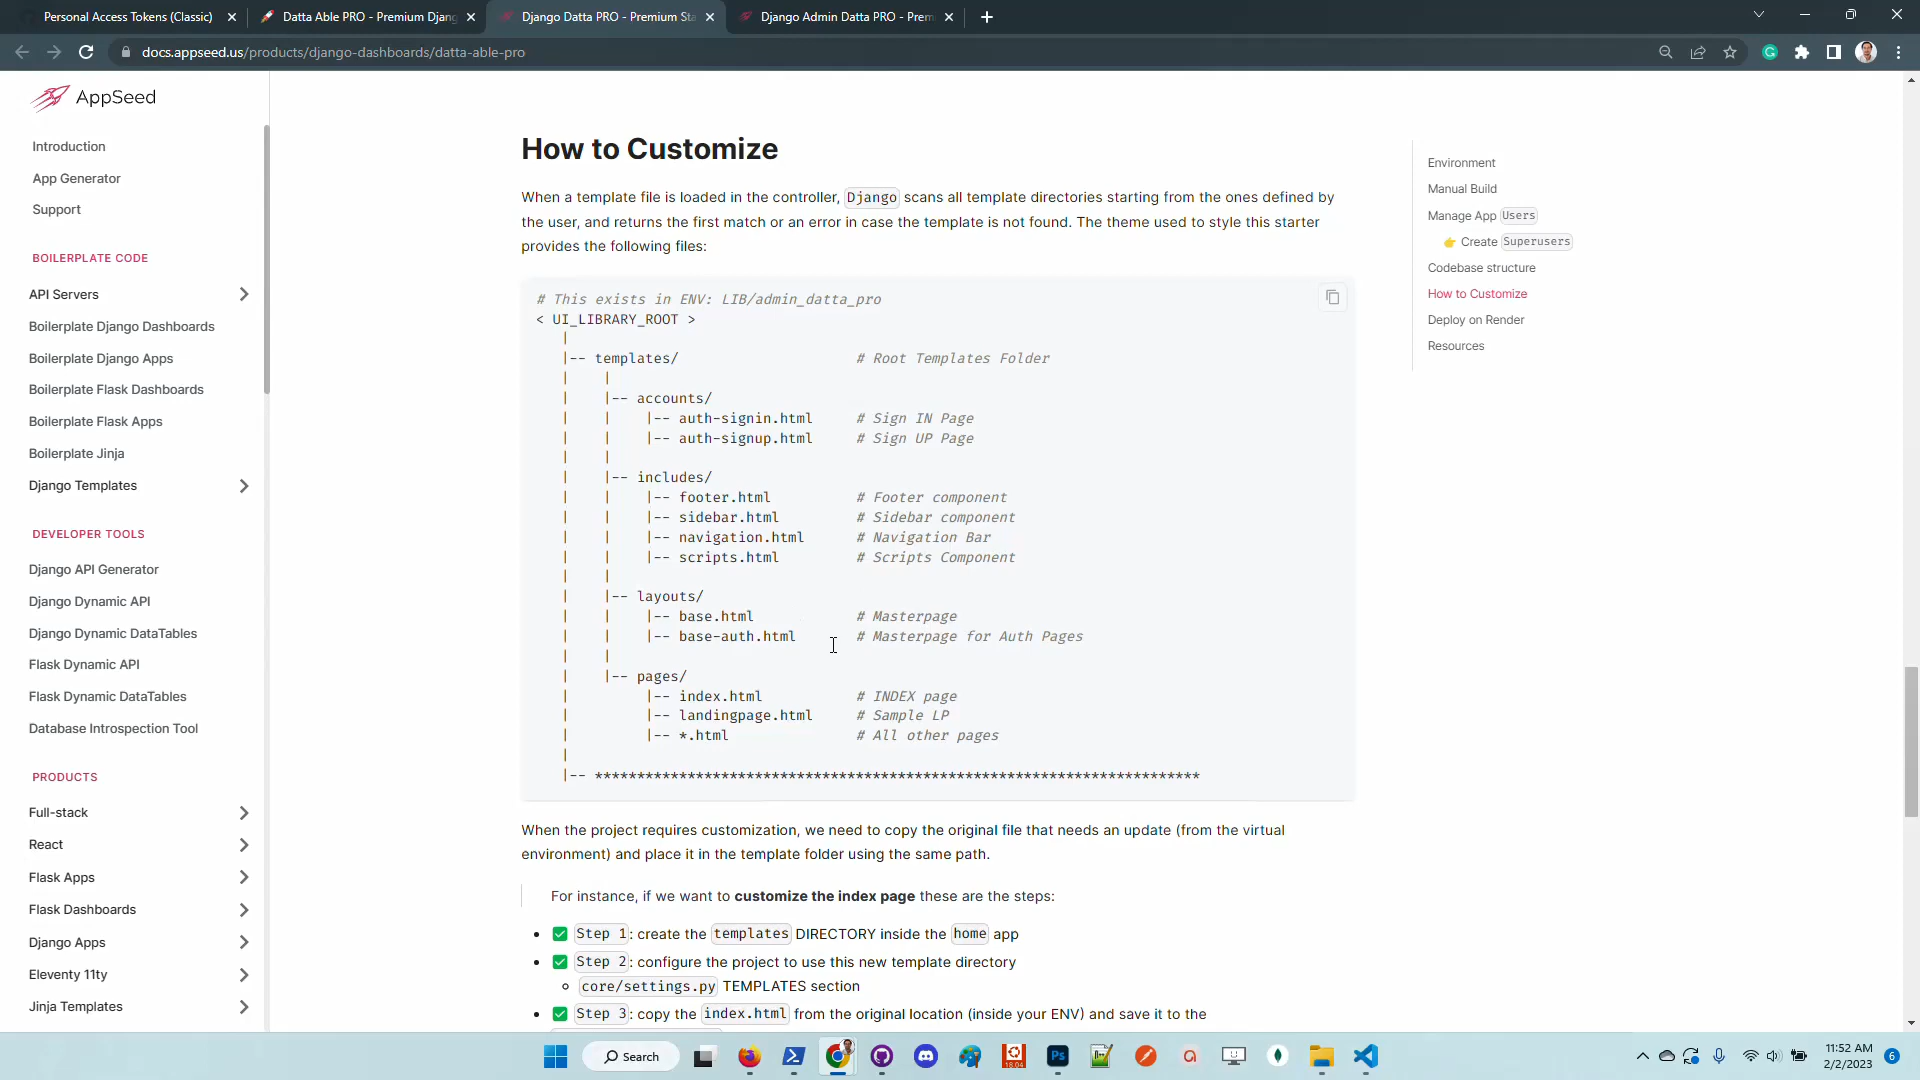 Personal Access Tokens (Classic)
Datta Able PRO - Premium Djang
Django Datta PRO - Premium Sta
Django Admin Datta PRO - Prem
docs.appseed.us/products/django-dashboards/datta-able-pro
AppSeed
Introduction
App Generator
Support
BOILERPLATE CODE
API Servers
Boilerplate Django Dashboards
Boilerplate Django Apps
Boilerplate Flask Dashboards
Boilerplate Flask Apps
Boilerplate Jinja
Django Templates
DEVELOPER TOOLS
Django API Generator
Django Dynamic API
Django Dynamic DataTables
Flask Dynamic API
Flask Dynamic DataTables
Database Introspection Tool
PRODUCTS
Full-stack
React
Flask Apps
Flask Dashboards
Django Apps
Eleventy 11ty
Jinja Templates
How to Customize
When a template file is loaded in the controller, Django scans all template directories starting from the ones defined by
the user, and returns the first match or an error in case the template is not found. The theme used to style this starter
provides the following files:
# This exists in ENV: LIB/admin_datta_pro
< UI_LIBRARY_ROOT >
|
|-- templates/ # Root Templates Folder
| |
| |-- accounts/
| | |-- auth-signin.html # Sign IN Page
| | |-- auth-signup.html # Sign UP Page
| |
| |-- includes/
| | |-- footer.html # Footer component
| | |-- sidebar.html # Sidebar component
| | |-- navigation.html # Navigation Bar
| | |-- scripts.html # Scripts Component
| |
| |-- layouts/
| | |-- base.html # Masterpage
| | |-- base-auth.html # Masterpage for Auth Pages
| |
| |-- pages/
| |-- index.html # INDEX page
| |-- landingpage.html # Sample LP
| |-- *.html # All other pages
|
|-- ************************************************************************
When the project requires customization, we need to copy the original file that needs an update (from the virtual
environment) and place it in the template folder using the same path.
For instance, if we want to customize the index page these are the steps:
Step 1: create the templates DIRECTORY inside the home app
Step 2: configure the project to use this new template directory
core/settings.py TEMPLATES section
Step 3: copy the index.html from the original location (inside your ENV) and save it to the
Environment
Manual Build
Manage App Users
Create Superusers
Codebase structure
How to Customize
Deploy on Render
Resources
Search
18.04
Ps
11:52 AM
2/2/2023
6